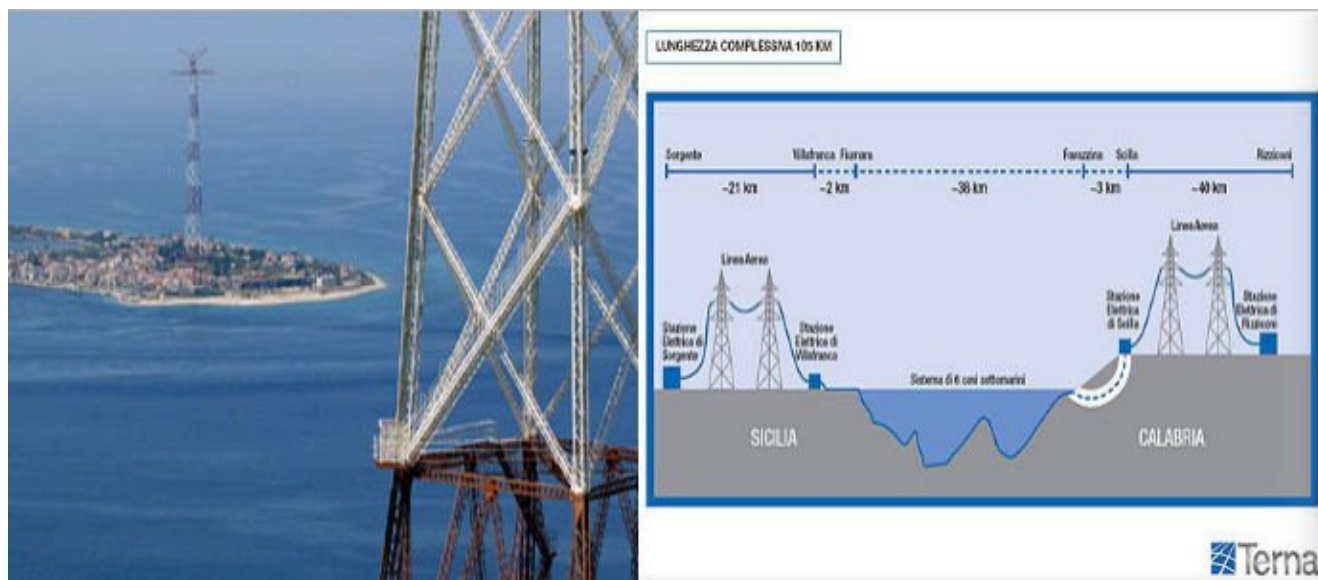 LUNGHEZZA COMPLESSIVA 105 KM
Sorgente Villafranca Fiumara Favazzina Scilla Rizziconi
~21 km ~2 km ~38 km ~3 km ~40 km
Linea Aerea
Linea Aerea
Stazione
Elettrica
di Scilla
Stazione
Elettrica di
Rizziconi
Stazione
Elettrica di
Sorgente
Stazione
Elettrica di
Villafranca
Sistema di 6 cavi sottomarini
SICILIA
CALABRIA
Terna